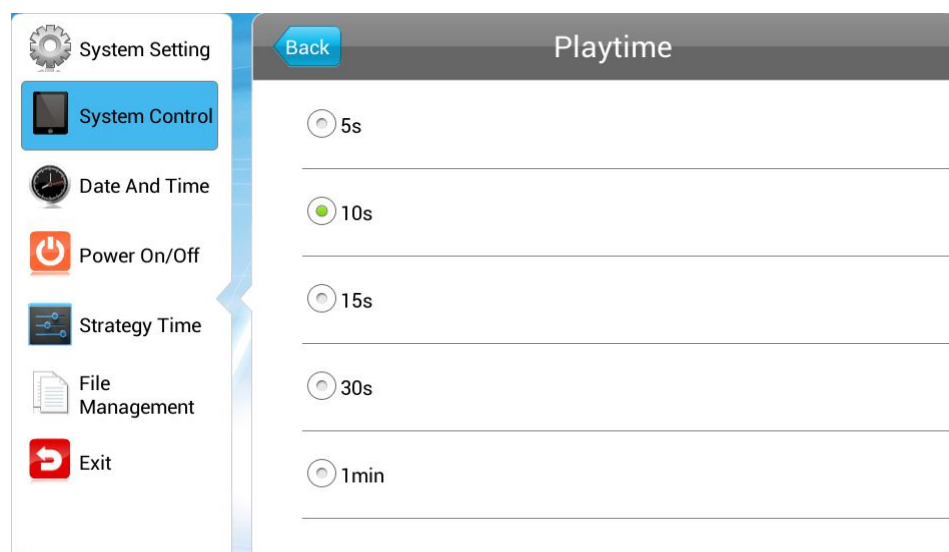 System Setting
System Control
Date And Time
Power On/Off
Strategy Time
File
Management
Exit
Back
Playtime
5s
10s
15s
30s
1min